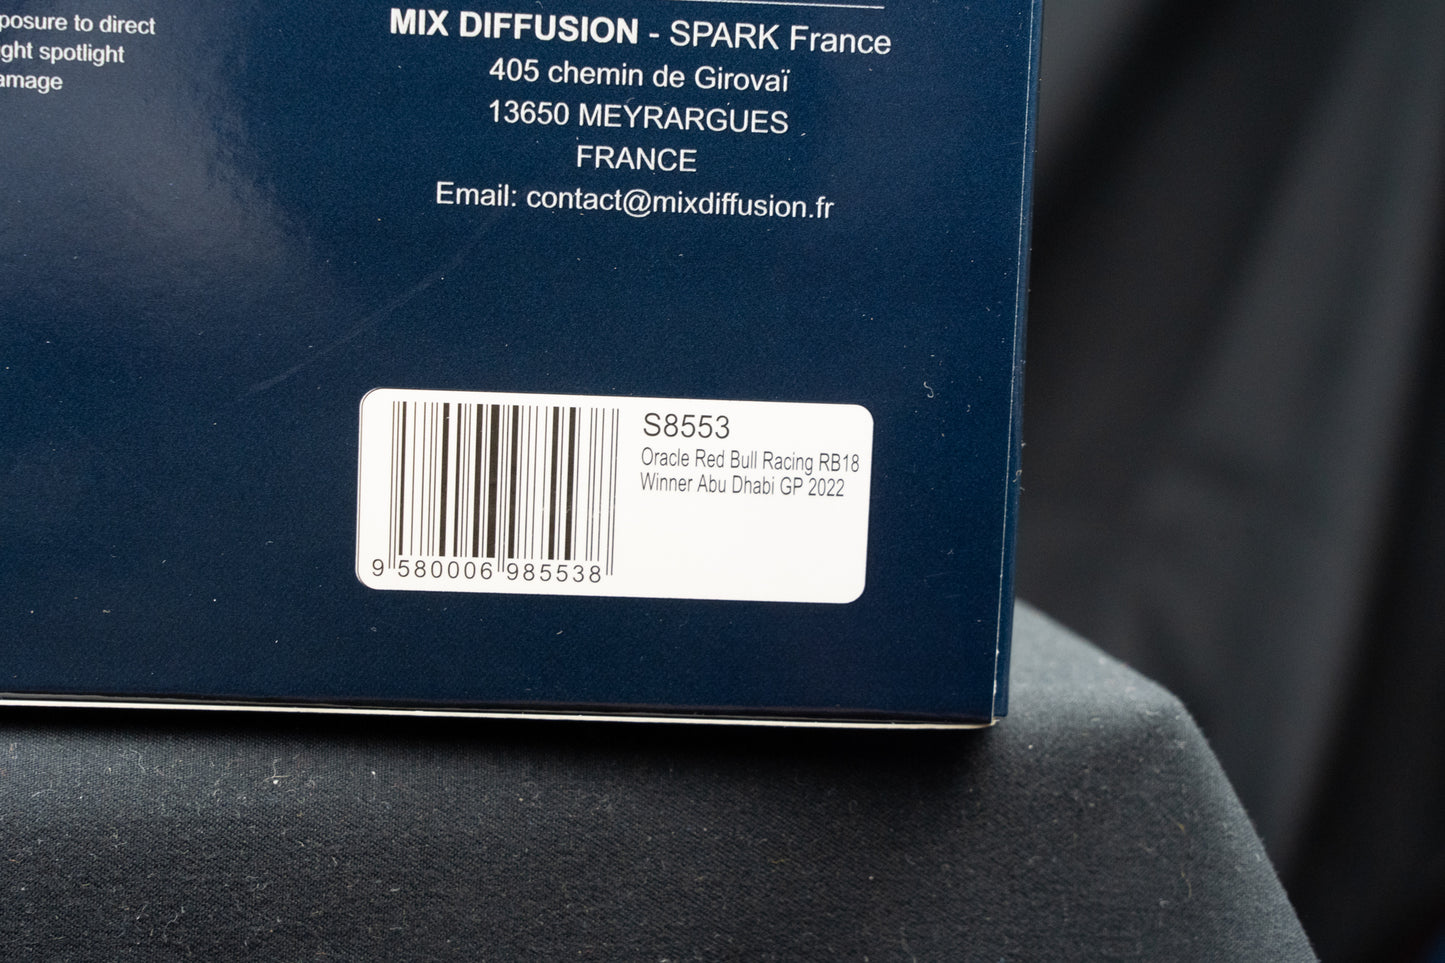 posure to direct
ght spotlight
amage
MIX DIFFUSION - SPARK France
405 chemin de Girovaï
13650 MEYRARGUES
FRANCE
Email: contact@mixdiffusion.fr
S8553
Oracle Red Bull Racing RB18
Winner Abu Dhabi GP 2022
9 580006 985538